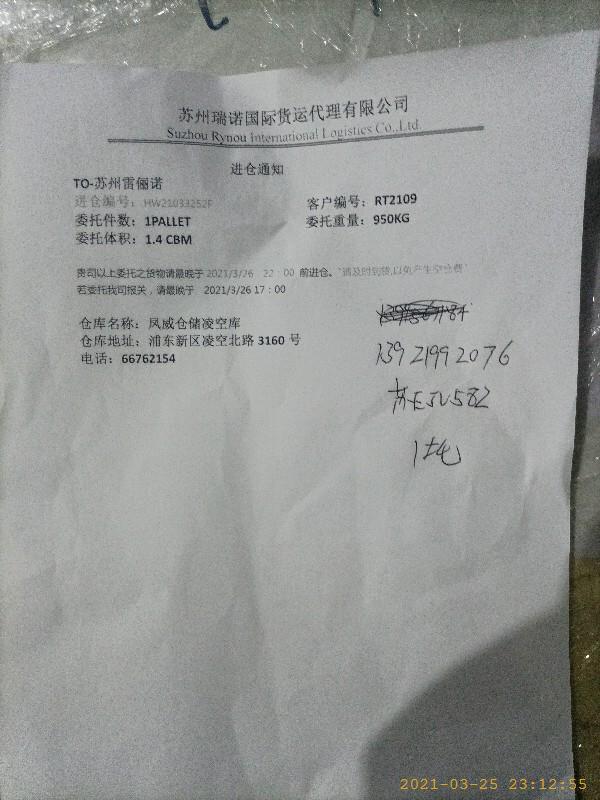 苏州瑞诺国际货运代理有限公司
Suzhou Rynou International Logistics Co.,Ltd.
进仓通知
TO-苏州雷俪诺
进仓编号：HW21033252F 客户编号：RT2109
委托件数：1PALLET 委托重量：950KG
委托体积：1.4 CBM
贵司以上委托之货物请最晚于 2021/3/26 22：00 前进仓。
若委托我司报关，请最晚于 2021/3/26 17：00
仓库名称：凤威仓储凌空库
仓库地址：浦东新区凌空北路 3160 号
电话：66762154
13921992076
苏E
1托
2021-03-25 23:12:55